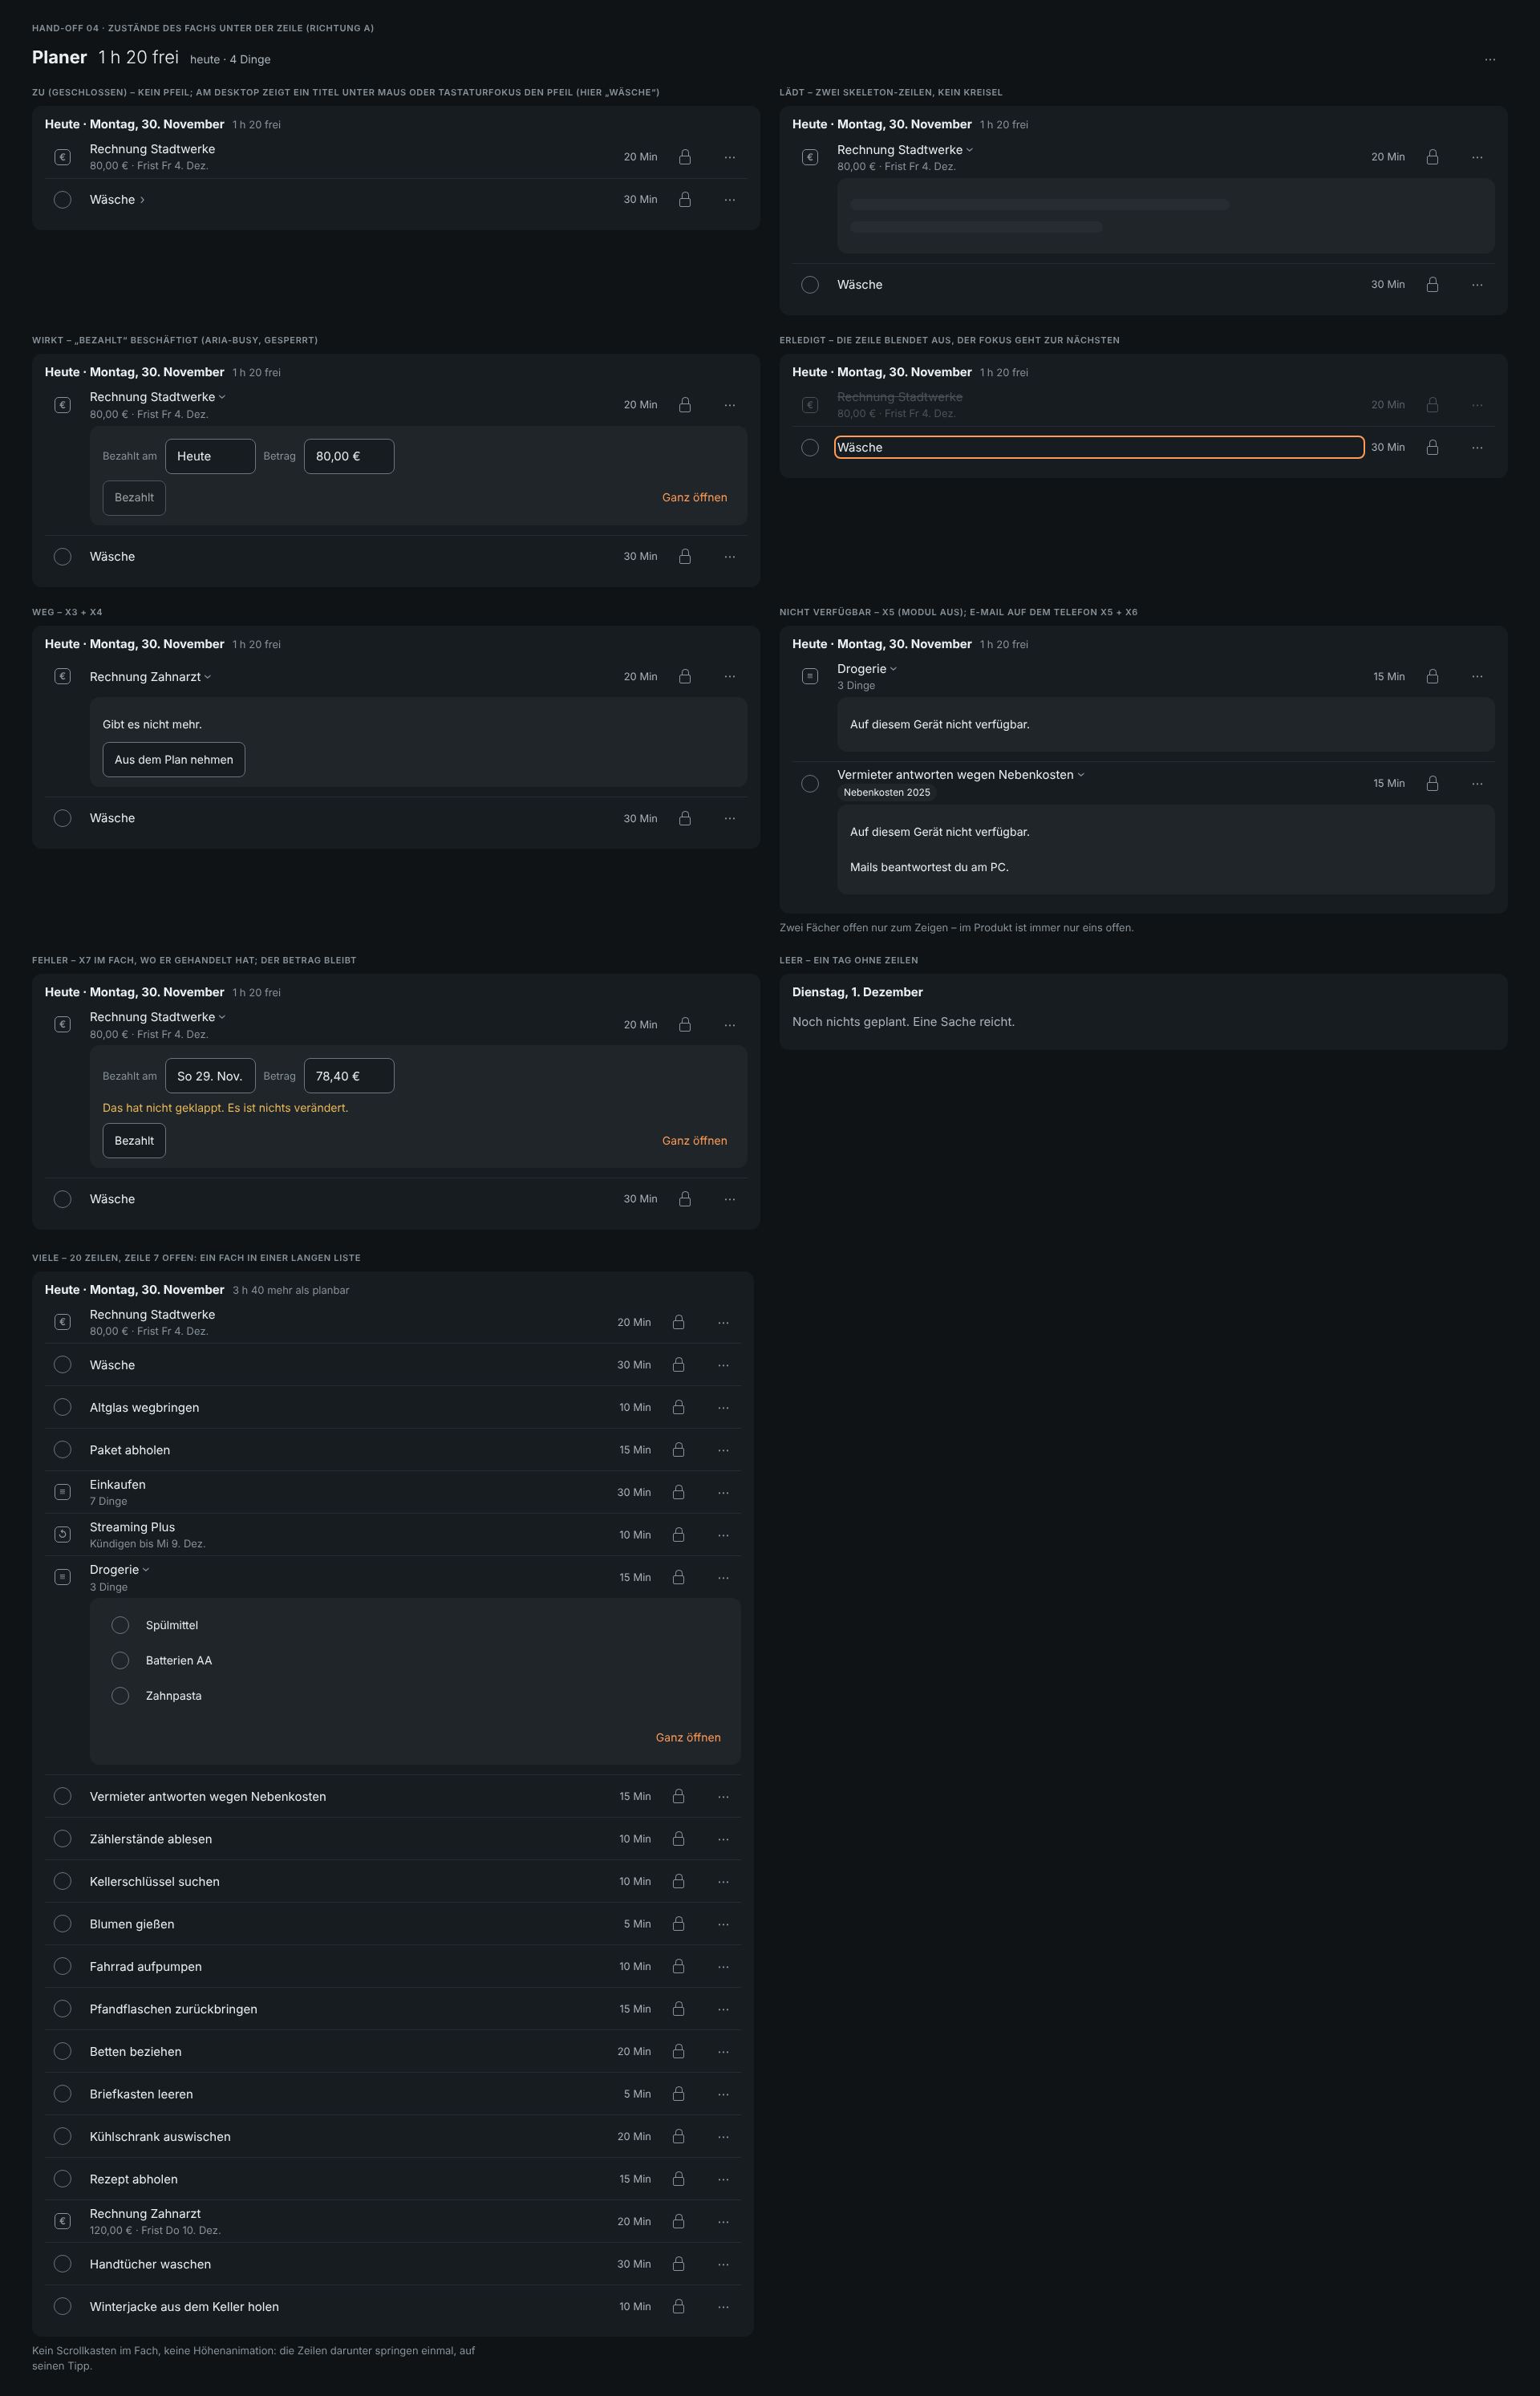 HAND-OFF 04 · ZUSTÄNDE DES FACHS UNTER DER ZEILE (RICHTUNG A)
Planer 1 h 20 frei heute · 4 Dinge
ZU (GESCHLOSSEN) – KEIN PFEIL; AM DESKTOP ZEIGT EIN TITEL UNTER MAUS ODER TASTATURFOKUS DEN PFEIL (HIER „WÄSCHE“)
Heute · Montag, 30. November 1 h 20 frei
€ Rechnung Stadtwerke 20 Min
80,00 € · Frist Fr 4. Dez.
Wäsche › 30 Min
LÄDT – ZWEI SKELETON-ZEILEN, KEIN KREISEL
Heute · Montag, 30. November 1 h 20 frei
€ Rechnung Stadtwerke 20 Min
80,00 € · Frist Fr 4. Dez.
Wäsche 30 Min
WIRKT – „BEZAHLT“ BESCHÄFTIGT (ARIA-BUSY, GESPERRT)
Heute · Montag, 30. November 1 h 20 frei
€ Rechnung Stadtwerke 20 Min
80,00 € · Frist Fr 4. Dez.
Bezahlt am Heute Betrag 80,00 €
Bezahlt Ganz öffnen
Wäsche 30 Min
ERLEDIGT – DIE ZEILE BLENDET AUS, DER FOKUS GEHT ZUR NÄCHSTEN
Heute · Montag, 30. November 1 h 20 frei
€ Rechnung Stadtwerke 20 Min
80,00 € · Frist Fr 4. Dez.
Wäsche 30 Min
WEG – X3 + X4
Heute · Montag, 30. November 1 h 20 frei
€ Rechnung Zahnarzt 20 Min
Gibt es nicht mehr.
Aus dem Plan nehmen
Wäsche 30 Min
NICHT VERFÜGBAR – X5 (MODUL AUS); E-MAIL AUF DEM TELEFON X5 + X6
Heute · Montag, 30. November 1 h 20 frei
Drogerie 15 Min
3 Dinge
Auf diesem Gerät nicht verfügbar.
Vermieter antworten wegen Nebenkosten 15 Min
Nebenkosten 2025
Auf diesem Gerät nicht verfügbar.
Mails beantwortest du am PC.
Zwei Fächer offen nur zum Zeigen – im Produkt ist immer nur eins offen.
FEHLER – X7 IM FACH, WO ER GEHANDELT HAT; DER BETRAG BLEIBT
Heute · Montag, 30. November 1 h 20 frei
€ Rechnung Stadtwerke 20 Min
80,00 € · Frist Fr 4. Dez.
Bezahlt am So 29. Nov. Betrag 78,40 €
Das hat nicht geklappt. Es ist nichts verändert.
Bezahlt Ganz öffnen
Wäsche 30 Min
LEER – EIN TAG OHNE ZEILEN
Dienstag, 1. Dezember
Noch nichts geplant. Eine Sache reicht.
VIELE – 20 ZEILEN, ZEILE 7 OFFEN: EIN FACH IN EINER LANGEN LISTE
Heute · Montag, 30. November 3 h 40 mehr als planbar
€ Rechnung Stadtwerke 20 Min
80,00 € · Frist Fr 4. Dez.
Wäsche 30 Min
Altglas wegbringen 10 Min
Paket abholen 15 Min
Einkaufen 30 Min
7 Dinge
Streaming Plus 10 Min
Kündigen bis Mi 9. Dez.
Drogerie 15 Min
3 Dinge
Spülmittel
Batterien AA
Zahnpasta
Ganz öffnen
Vermieter antworten wegen Nebenkosten 15 Min
Zählerstände ablesen 10 Min
Kellerschlüssel suchen 10 Min
Blumen gießen 5 Min
Fahrrad aufpumpen 10 Min
Pfandflaschen zurückbringen 15 Min
Betten beziehen 20 Min
Briefkasten leeren 5 Min
Kühlschrank auswischen 20 Min
Rezept abholen 15 Min
€ Rechnung Zahnarzt 20 Min
120,00 € · Frist Do 10. Dez.
Handtücher waschen 30 Min
Winterjacke aus dem Keller holen 10 Min
Kein Scrollkasten im Fach, keine Höhenanimation: die Zeilen darunter springen einmal, auf
seinen Tipp.